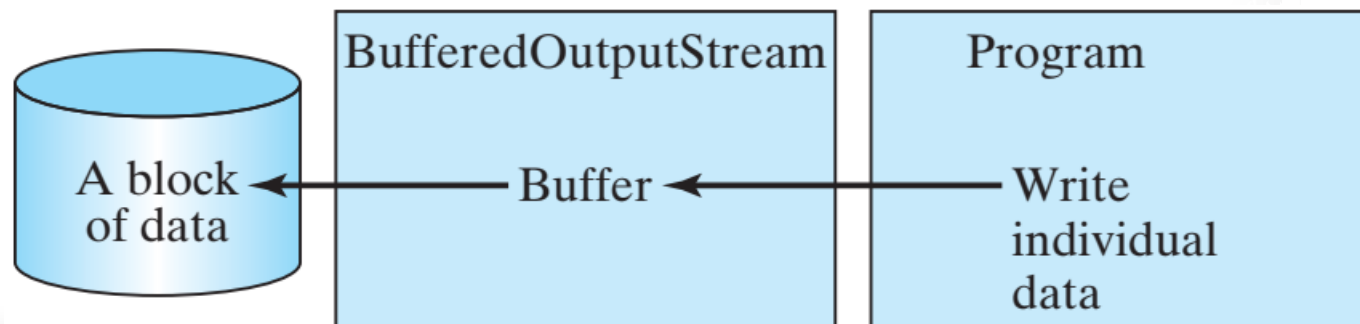 BufferedOutputStream
Program
A block
of data
Buffer
Write
individual
data